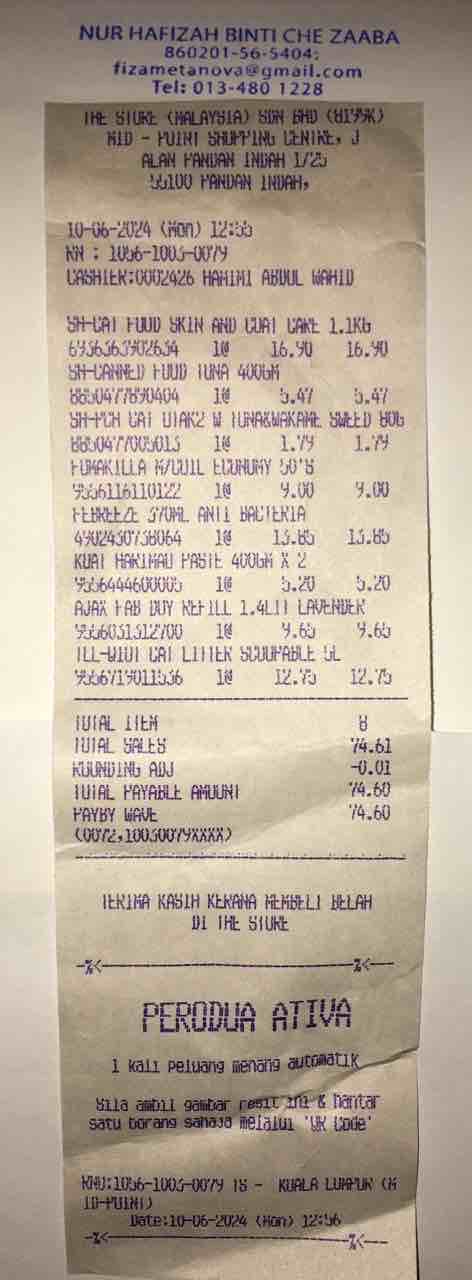 NUR HAFIZAH BINTI CHE ZAABA
860201-56-5404:
fizametanova@gmail.com
Tel: 013-480 1228
THE STORE (MALAYSIA) SDN BHD (8199K)
MID - POINT SHOPPING CENTRE, J
ALAN PANDAN INDAH 1/25
55100 PANDAN INDAH,
10-06-2024 (Mon) 12:55
RN : 1056-1003-0079
CASHIER:0002426 HAMIMI ABDUL WAHID
SH-CAT FOOD SKIN AND COAT CAKE 1.1KG
1@ 16.90 16.90
SH-CANNED FOOD TUNA 400GM
8850477890404 1@ 5.47 5.47
SH-PCH CAT OTAK2 W TUNA&WAKAME SWEED 80G
8850477005013 1@ 1.79 1.79
FUMAKILLA M/COIL ECONOMY 50'S
9556116110122 1@ 9.00 9.00
FEBREEZE 370ML ANTI BACTERIA
4902430738064 1@ 13.85 13.85
KUAT HARIMAU PASTE 400GM X 2
9556444600005 1@ 5.20 5.20
AJAX FAB DOY REFILL 1.4LIT LAVENDER
9556031312700 1@ 9.65 9.65
CAT LITTER SCOOPABLE 5L
9556719011536 1@ 12.75 12.75
TOTAL ITEM 8
TOTAL SALES 74.61
ROUNDING ADJ -0.01
TOTAL PAYABLE AMOUNT 74.60
PAYBY WAVE 74.60
(0072,10030079XXXX)
TERIMA KASIH KERANA MEMBELI BELAH
DI THE STORE
-%<- -%<-
PERODUA ATIVA
1 kali peluang menang automatik
Sila ambil gambar resit ini & hantar
satu borang sahaja melalui 'QR Code'
RNO:1056-1003-0079 TS - KUALA LUMPUR (M
ID-POINT)
Date:10-06-2024 (Mon) 12:56
-%<- -%<-